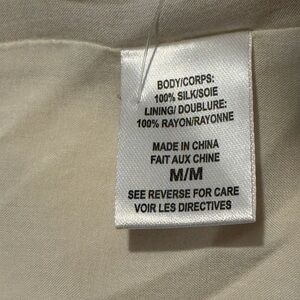 BODY/CORPS:
100% SILK/SOIE
LINING/ DOUBLURE:
100% RAYON/RAYONNE
MADE IN CHINA
FAIT AUX CHINE
M/M
SEE REVERSE FOR CARE
VOIR LES DIRECTIVES